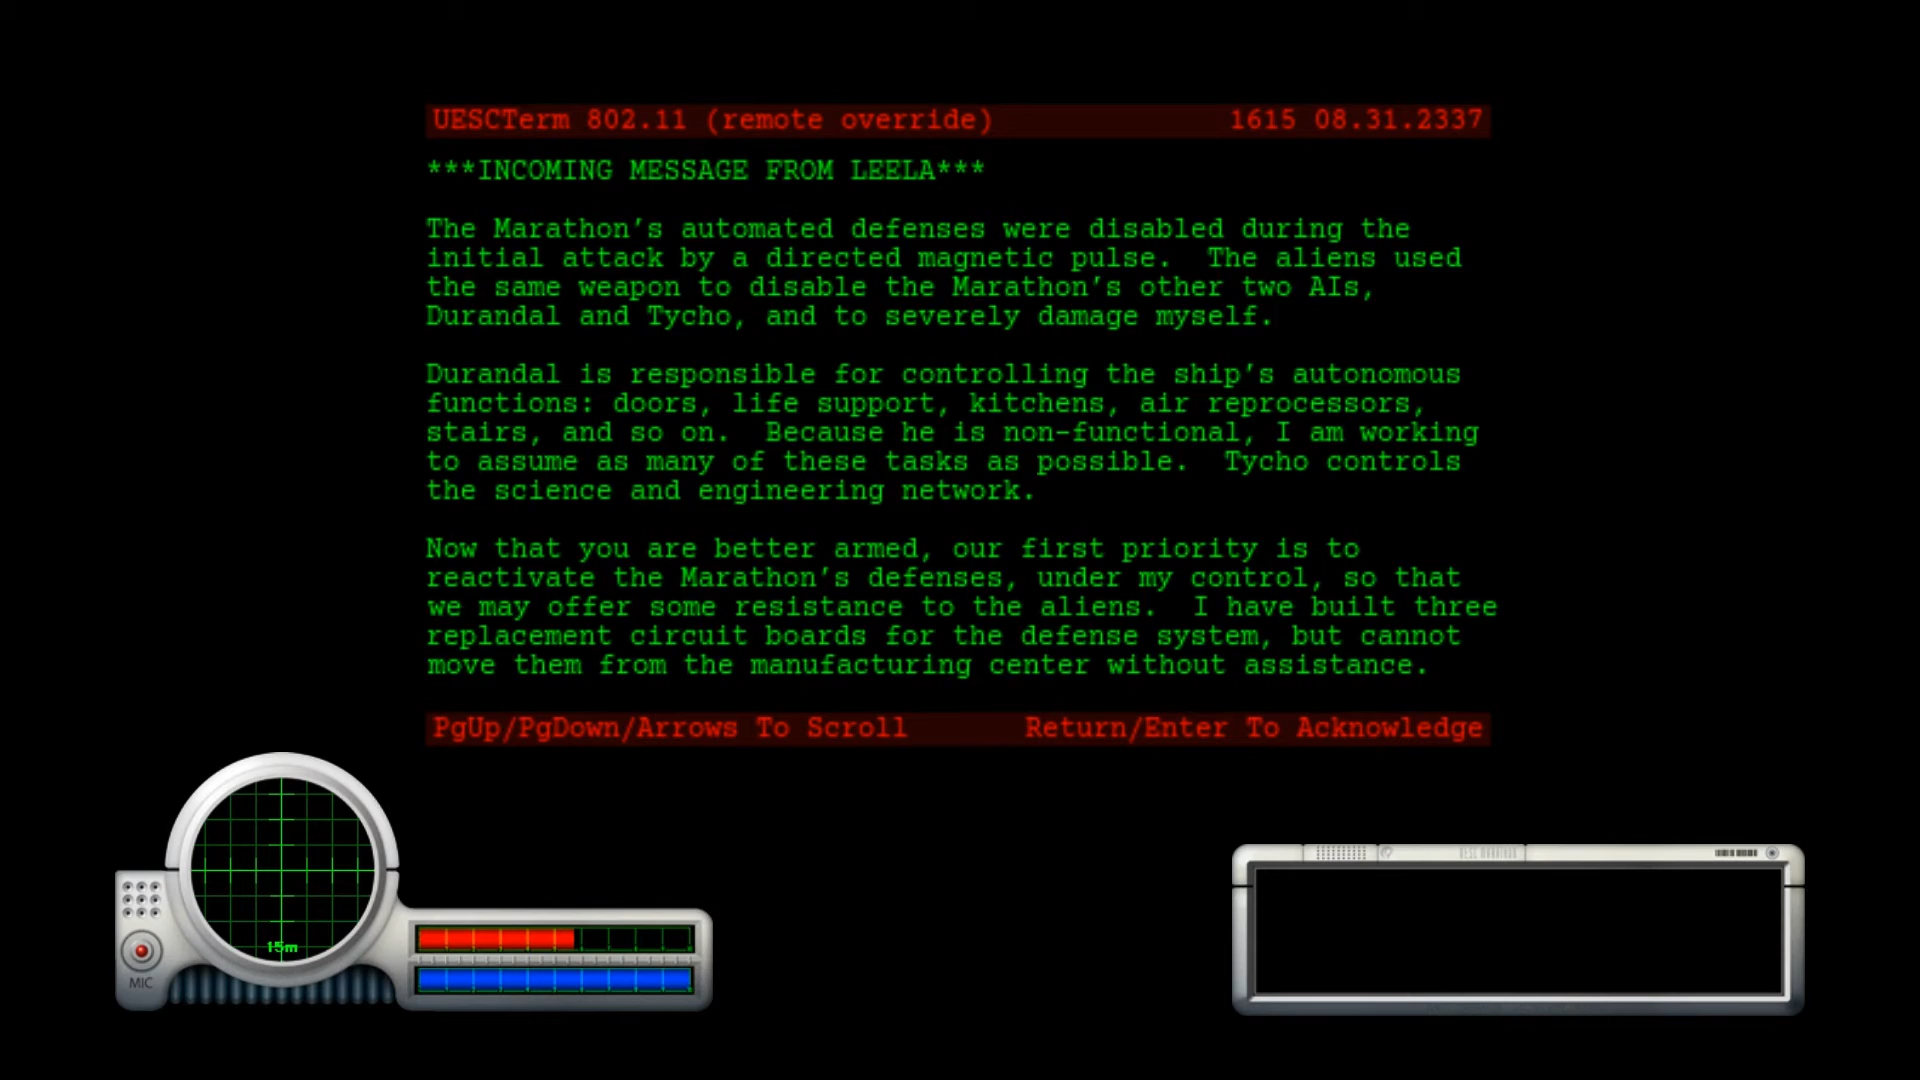 UESCTerm 802.11 (remote override) 1615 08.31.2337
***INCOMING MESSAGE FROM LEELA***
The Marathon's automated defenses were disabled during the
initial attack by a directed magnetic pulse.  The aliens used
the same weapon to disable the Marathon's other two AIs,
Durandal and Tycho, and to severely damage myself.
Durandal is responsible for controlling the ship's autonomous
functions: doors, life support, kitchens, air reprocessors,
stairs, and so on.  Because he is non-functional, I am working
to assume as many of these tasks as possible.  Tycho controls
the science and engineering network.
Now that you are better armed, our first priority is to
reactivate the Marathon's defenses, under my control, so that
we may offer some resistance to the aliens.  I have built three
replacement circuit boards for the defense system, but cannot
move them from the manufacturing center without assistance.
PgUp/PgDown/Arrows To Scroll Return/Enter To Acknowledge
15m
MIC